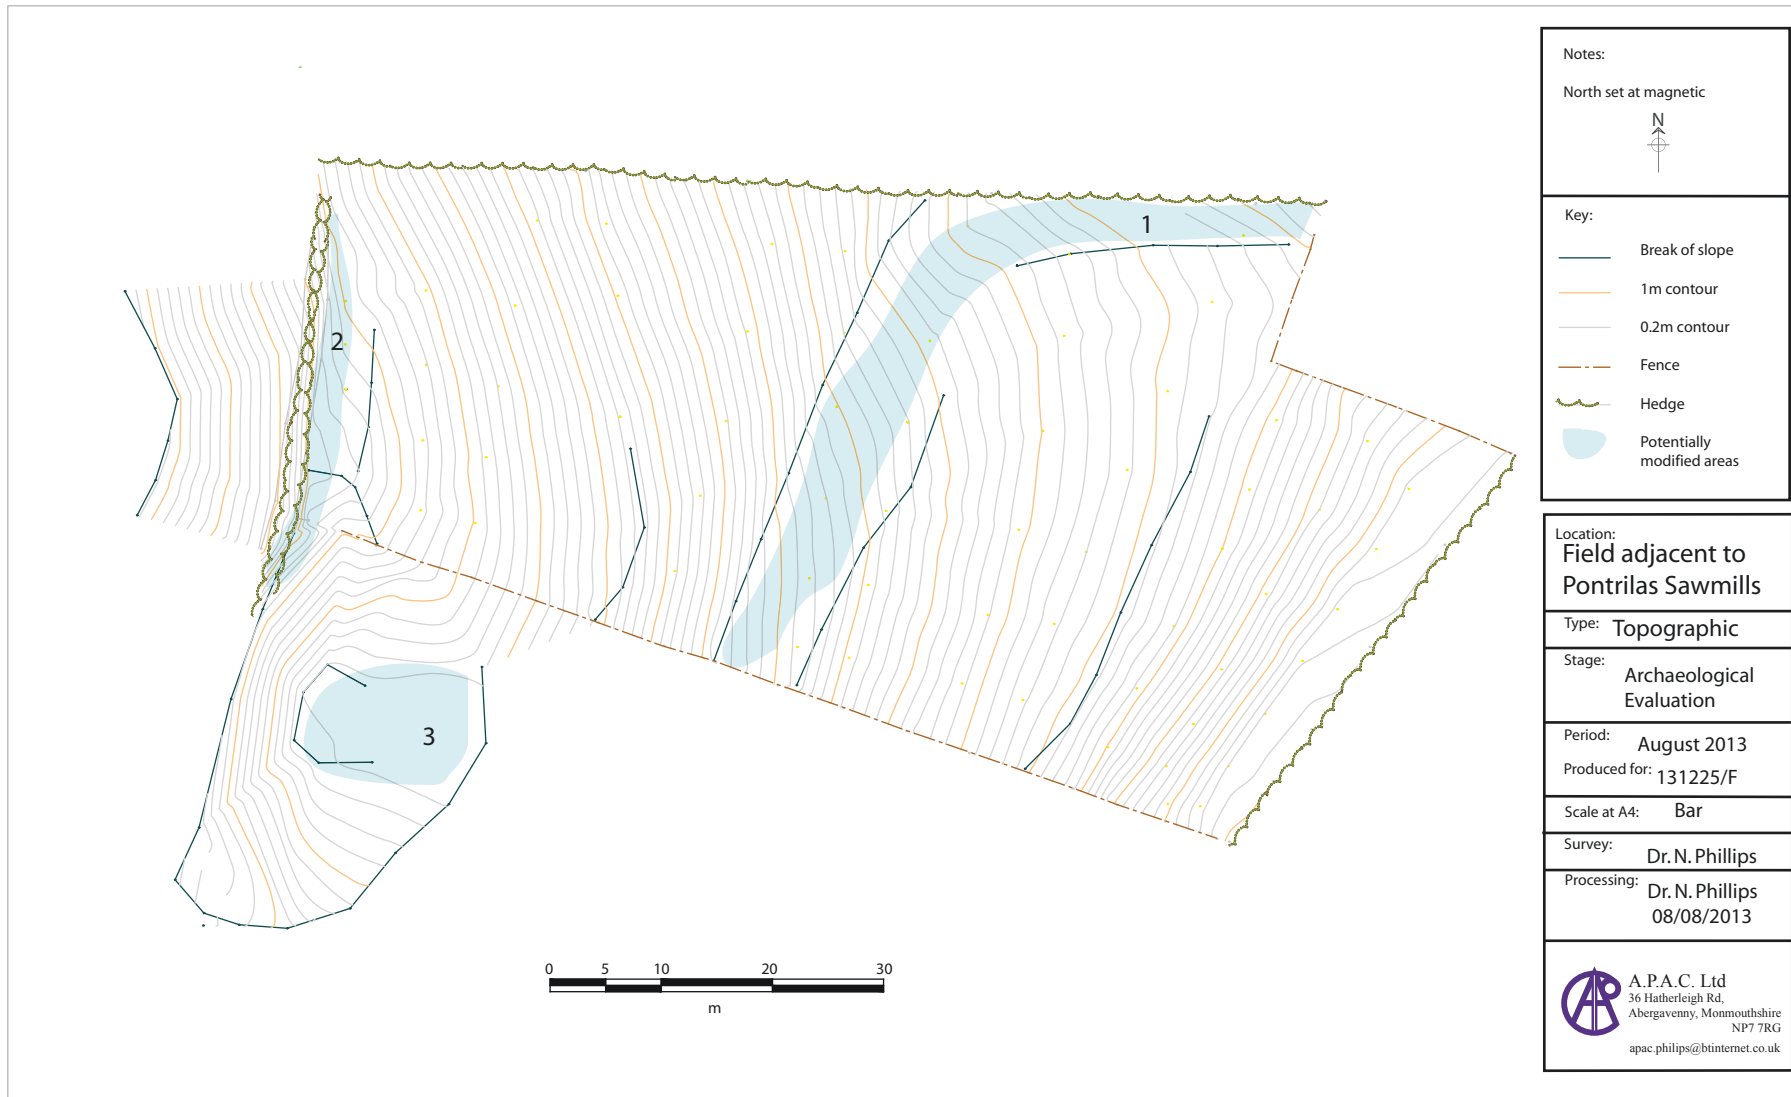 1
2
3
0 5 10 20 30
m
Notes:
North set at magnetic
N
Key:
Break of slope
1m contour
0.2m contour
Fence
Hedge
Potentially
modified areas
Location:
Field adjacent to
Pontrilas Sawmills
Type: Topographic
Stage:
Archaeological
Evaluation
Period: August 2013
Produced for: 131225/F
Scale at A4: Bar
Survey: Dr. N. Phillips
Processing: Dr. N. Phillips
08/08/2013
A.P.A.C. Ltd
36 Hatherleigh Rd,
Abergavenny, Monmouthshire
NP7 7RG
apac.philips@btinternet.co.uk